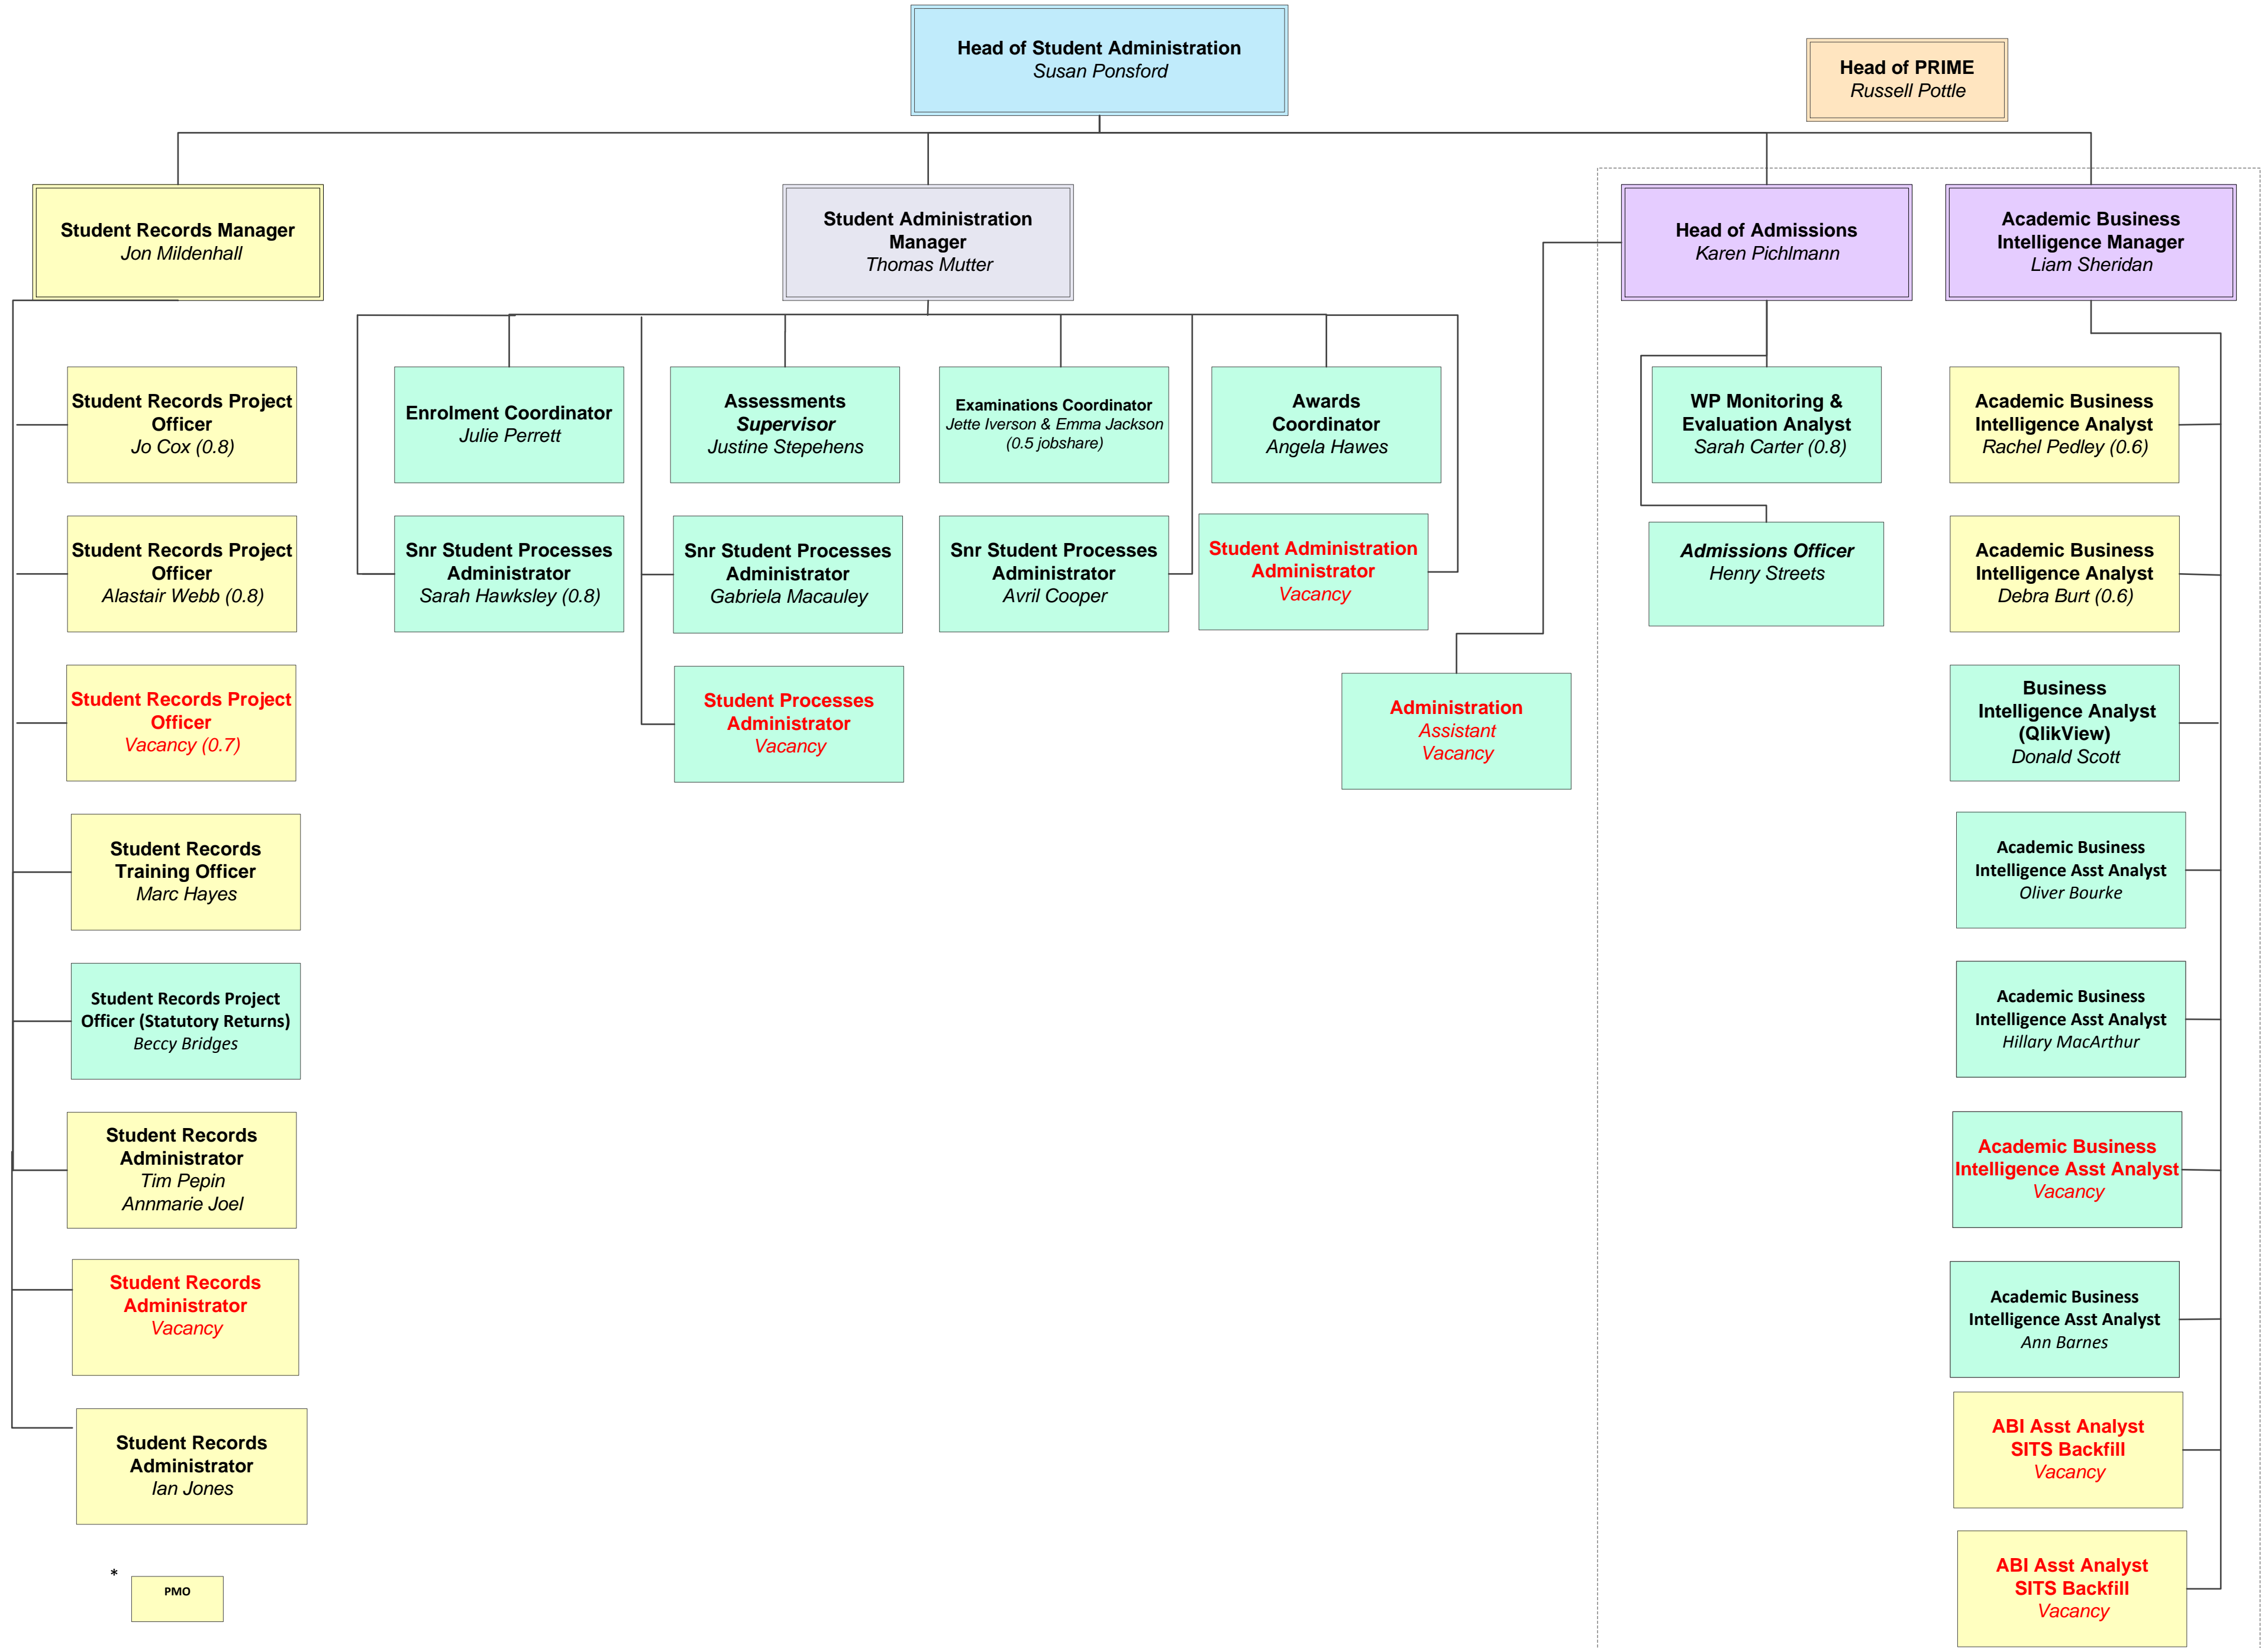 Head of Student Administration
Susan Ponsford
Head of PRIME
Russell Pottle
Student Records Manager
Jon Mildenhall
Student Administration
Manager
Thomas Mutter
Head of Admissions
Karen Pichlmann
Academic Business
Intelligence Manager
Liam Sheridan
Student Records Project
Officer
Jo Cox (0.8)
Enrolment Coordinator
Julie Perrett
Assessments
Supervisor
Justine Stepehens
Examinations Coordinator
Jette Iverson & Emma Jackson
(0.5 jobshare)
Awards
Coordinator
Angela Hawes
WP Monitoring &
Evaluation Analyst
Sarah Carter (0.8)
Academic Business
Intelligence Analyst
Rachel Pedley (0.6)
Student Records Project
Officer
Alastair Webb (0.8)
Snr Student Processes
Administrator
Sarah Hawksley (0.8)
Snr Student Processes
Administrator
Gabriela Macauley
Snr Student Processes
Administrator
Avril Cooper
Student Administration
Administrator
Vacancy
Admissions Officer
Henry Streets
Academic Business
Intelligence Analyst
Debra Burt (0.6)
Student Records Project
Officer
Vacancy (0.7)
Student Processes
Administrator
Vacancy
Administration
Assistant
Vacancy
Business
Intelligence Analyst
(QlikView)
Donald Scott
Student Records
Training Officer
Marc Hayes
Academic Business
Intelligence Asst Analyst
Oliver Bourke
Student Records Project
Officer (Statutory Returns)
Beccy Bridges
Academic Business
Intelligence Asst Analyst
Hillary MacArthur
Student Records
Administrator
Tim Pepin
Annmarie Joel
Academic Business
Intelligence Asst Analyst
Vacancy
Student Records
Administrator
Vacancy
Academic Business
Intelligence Asst Analyst
Ann Barnes
Student Records
Administrator
Ian Jones
ABI Asst Analyst
SITS Backfill
Vacancy
*
PMO
ABI Asst Analyst
SITS Backfill
Vacancy